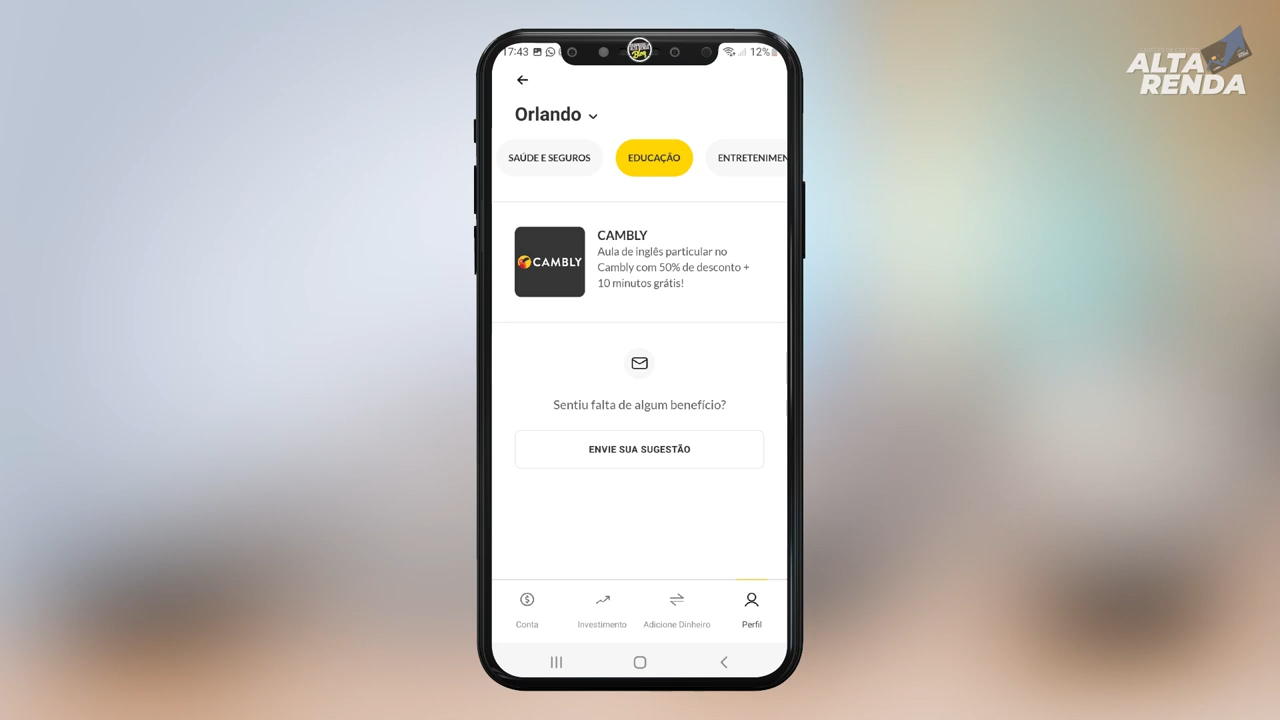 17:43
12%
ALTA
RENDA
Orlando
SAÚDE E SEGUROS
EDUCAÇÃO
ENTRETENIMEN
CAMBLY
CAMBLY
Aula de inglês particular no
Cambly com 50% de desconto +
10 minutos grátis!
Sentiu falta de algum benefício?
ENVIE SUA SUGESTÃO
Conta
Investimento
Adicione Dinheiro
Perfil